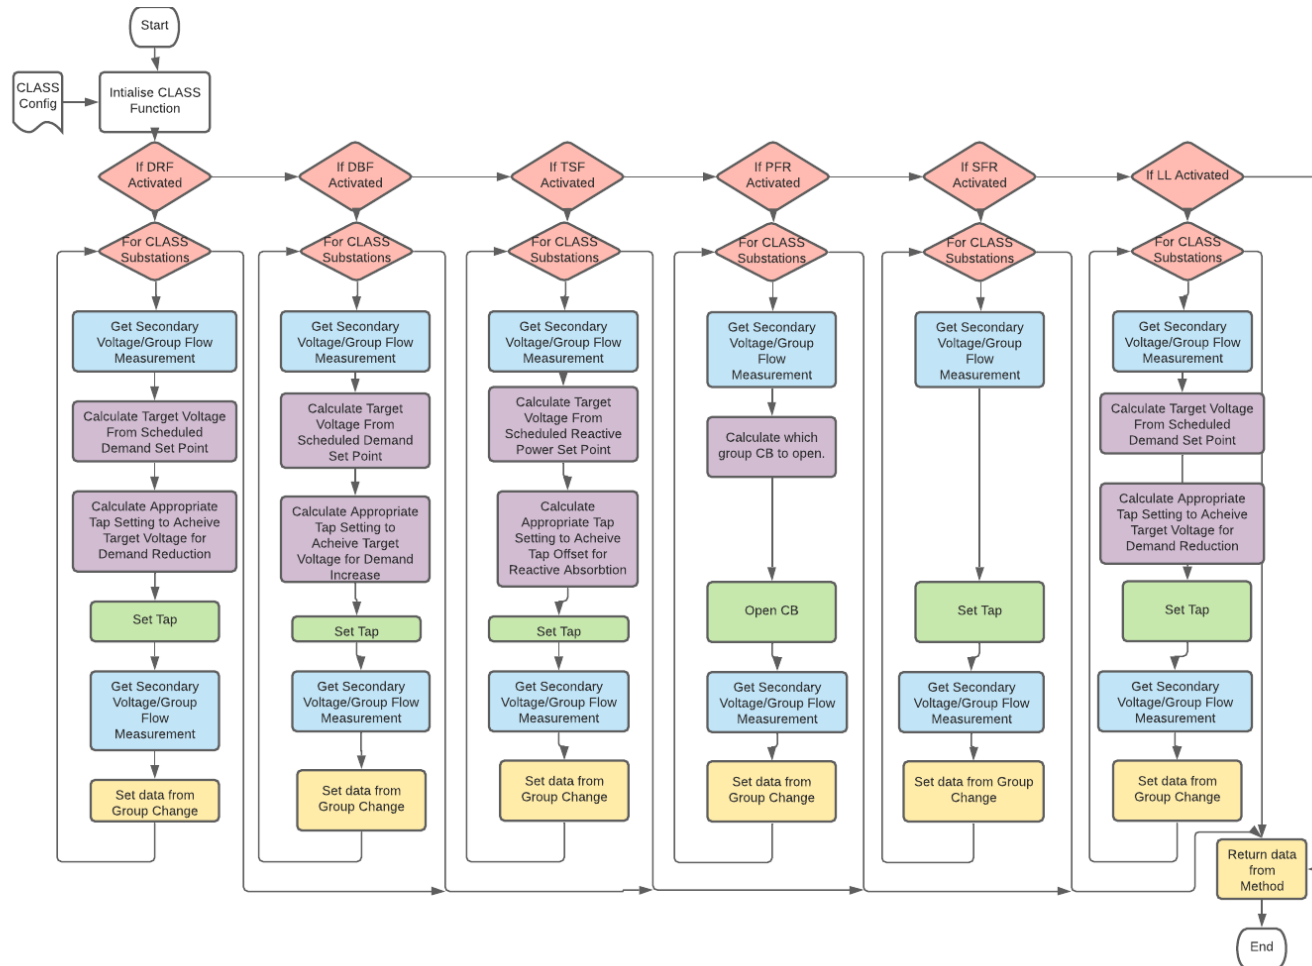 Start
CLASS
Config
Intialise CLASS
Function
If DRF
Activated
If DBF
Activated
If TSF
Activated
If PFR
Activated
If SFR
Activated
If LL Activated
For CLASS
Substations
For CLASS
Substations
For CLASS
Substations
For CLASS
Substations
For CLASS
Substations
For CLASS
Substations
Get Secondary
Voltage/Group Flow
Measurement
Calculate Target Voltage
From Scheduled
Demand Set Point
Calculate Appropriate
Tap Setting to Acheive
Target Voltage for
Demand Reduction
Set Tap
Get Secondary
Voltage/Group
Flow
Measurement
Set data from
Group Change
Get Secondary
Voltage/Group Flow
Measurement
Calculate Target
Voltage From
Scheduled Demand
Set Point
Calculate Appropriate
Tap Setting to
Acheive Target
Voltage for Demand
Increase
Set Tap
Get Secondary
Voltage/Group Flow
Measurement
Set data from
Group Change
Get Secondary
Voltage/Group Flow
Measurement
Calculate Target
Voltage From
Scheduled Reactive
Power Set Point
Calculate
Appropriate Tap
Setting to Acheive
Tap Offset for
Reactive Absorbtion
Set Tap
Get Secondary
Voltage/Group Flow
Measurement
Set data from
Group Change
Get Secondary
Voltage/Group
Flow
Measurement
Calculate which
group CB to open.
Open CB
Get Secondary
Voltage/Group Flow
Measurement
Set data from
Group Change
Get Secondary
Voltage/Group
Flow
Measurement
Set Tap
Get Secondary
Voltage/Group Flow
Measurement
Set data from Group
Change
Get Secondary
Voltage/Group Flow
Measurement
Calculate Target Voltage
From Scheduled
Demand Set Point
Calculate Appropriate
Tap Setting to Acheive
Target Voltage for
Demand Reduction
Set Tap
Get Secondary
Voltage/Group Flow
Measurement
Set data from
Group Change
Return data
from
Method
End